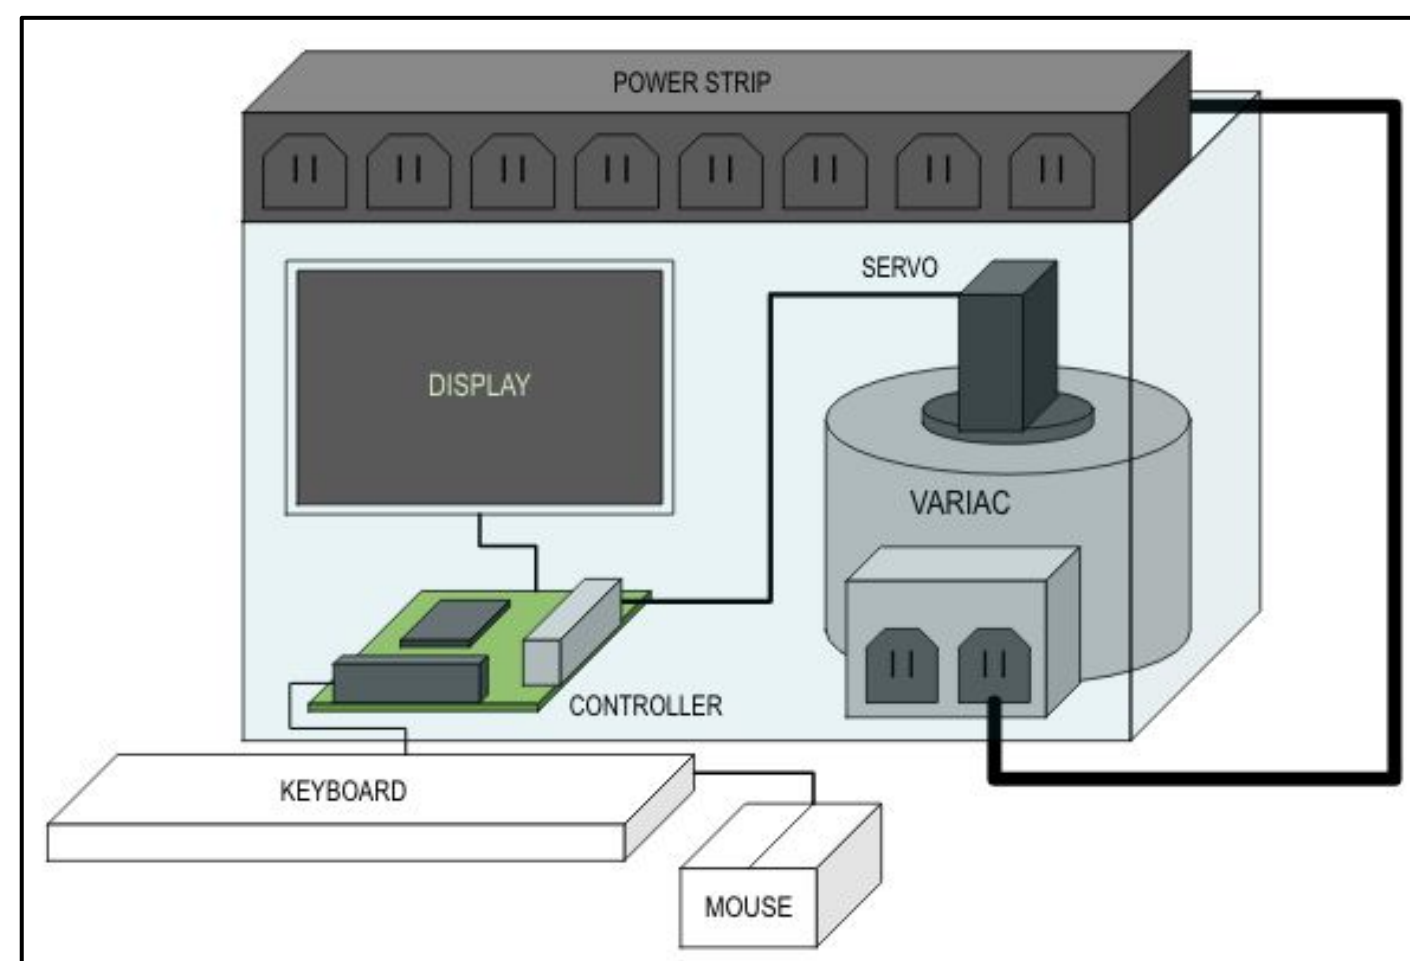 POWER STRIP
SERVO
DISPLAY
VARIAC
CONTROLLER
KEYBOARD
MOUSE